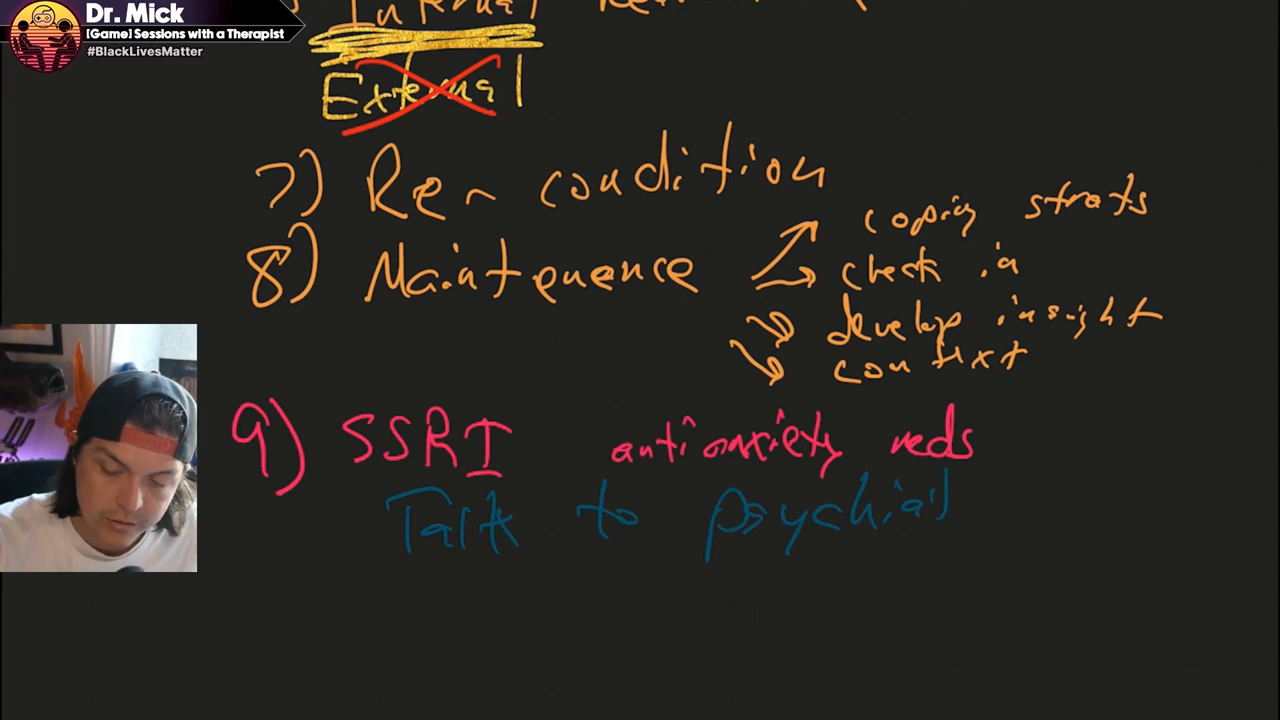 Dr. Mick
[Game] Sessions with a Therapist
#BlackLivesMatter
Internal
External
7) Re-condition
8) Maintenence
coping strats
check in
develop insight
context
9) SSRI antianxiety meds
Talk to